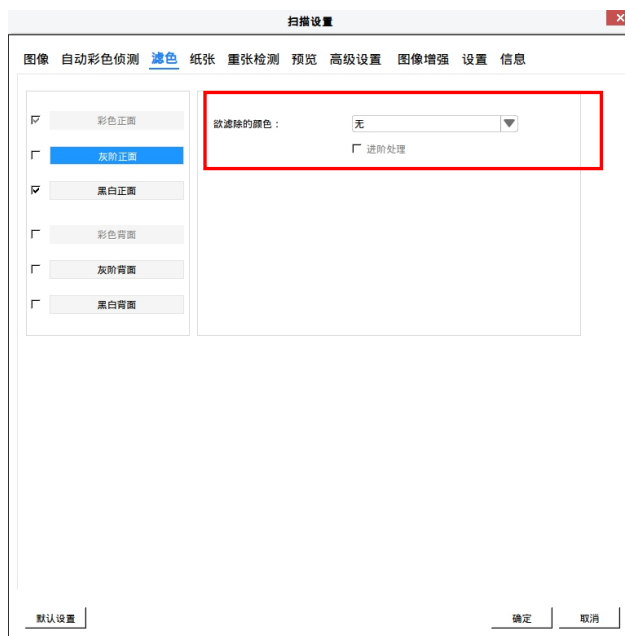 扫描设置
图像 自动彩色侦测 滤色 纸张 重张检测 预览 高级设置 图像增强 设置 信息
彩色正面
欲滤除的颜色： 无
进阶处理
灰阶正面
黑白正面
彩色背面
灰阶背面
黑白背面
默认设置 确定 取消